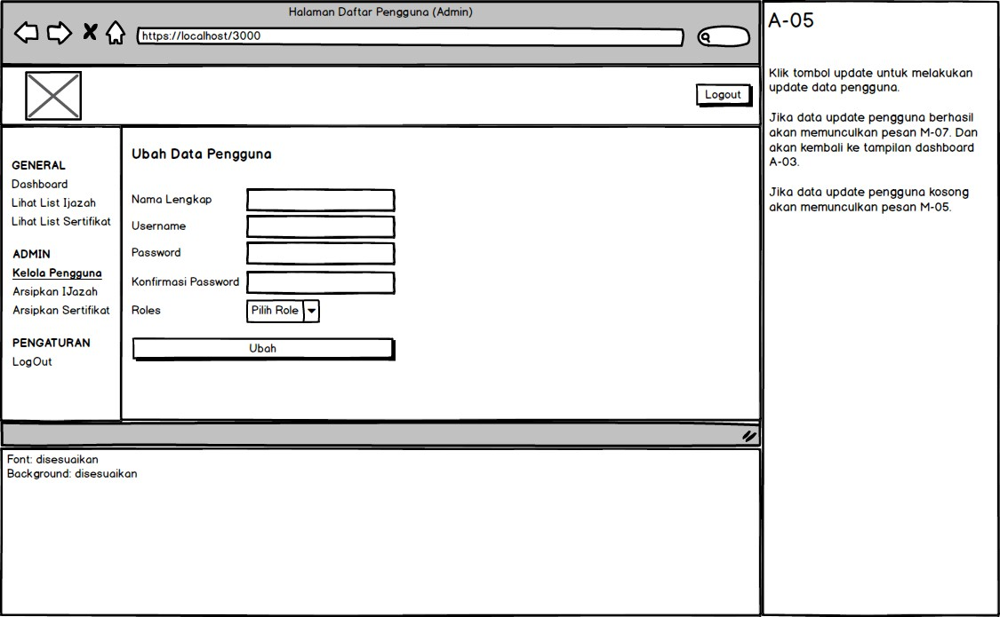 Halaman Daftar Pengguna (Admin)
https://localhost/3000
Logout
GENERAL
Dashboard
Lihat List Ijazah
Lihat List Sertifikat
ADMIN
Kelola Pengguna
Arsipkan IJazah
Arsipkan Sertifikat
PENGATURAN
LogOut
Ubah Data Pengguna
Nama Lengkap
Username
Password
Konfirmasi Password
Roles
Pilih Role
Ubah
Font: disesuaikan
Background: disesuaikan
A-05
Klik tombol update untuk melakukan
update data pengguna.
Jika data update pengguna berhasil
akan memunculkan pesan M-07. Dan
akan kembali ke tampilan dashboard
A-03.
Jika data update pengguna kosong
akan memunculkan pesan M-05.